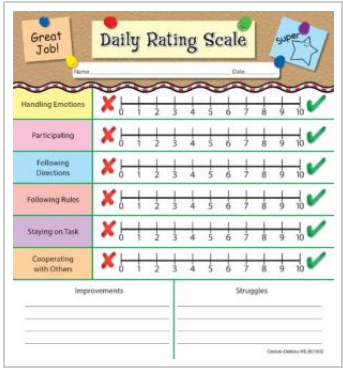 Great
Job!
Daily Rating Scale
Super
Name
Date
Handling Emotions
0 1 2 3 4 5 6 7 8 9 10
Participating
0 1 2 3 4 5 6 7 8 9 10
Following
Directions
0 1 2 3 4 5 6 7 8 9 10
Following Rules
0 1 2 3 4 5 6 7 8 9 10
Staying on Task
0 1 2 3 4 5 6 7 8 9 10
Cooperating
with Others
0 1 2 3 4 5 6 7 8 9 10
Improvements
Struggles